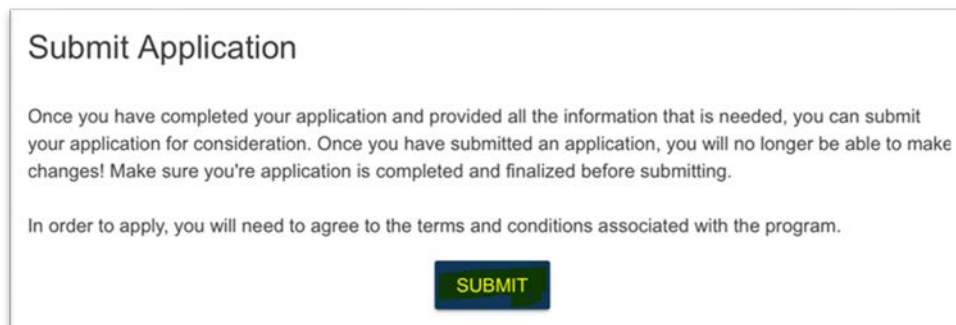 Submit Application
Once you have completed your application and provided all the information that is needed, you can submit
your application for consideration. Once you have submitted an application, you will no longer be able to make
changes! Make sure you're application is completed and finalized before submitting.
In order to apply, you will need to agree to the terms and conditions associated with the program.
SUBMIT